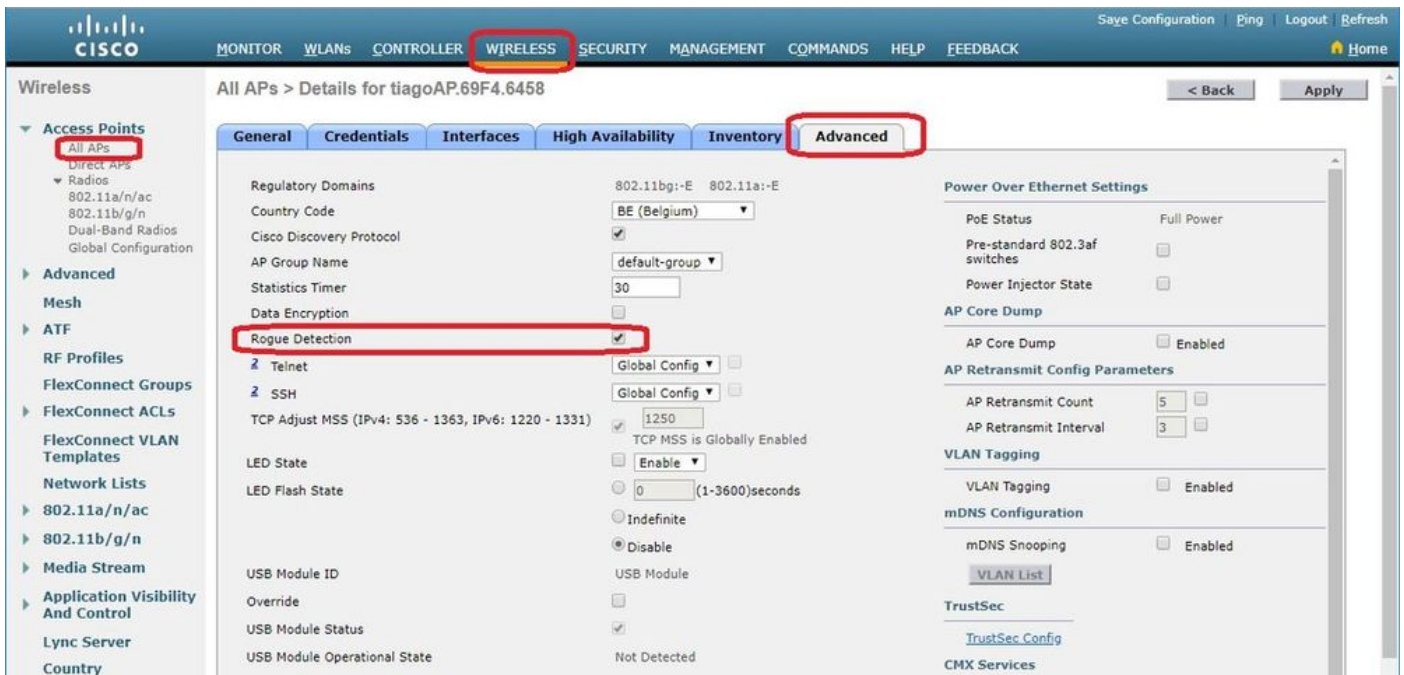 Save Configuration Ping Logout Refresh
CISCO MONITOR WLANs CONTROLLER WIRELESS SECURITY MANAGEMENT COMMANDS HELP FEEDBACK Home
Wireless
Access Points
All APs
Direct APs
Radios
802.11a/n/ac
802.11b/g/n
Dual-Band Radios
Global Configuration
Advanced
Mesh
ATF
RF Profiles
FlexConnect Groups
FlexConnect ACLs
FlexConnect VLAN
Templates
Network Lists
802.11a/n/ac
802.11b/g/n
Media Stream
Application Visibility
And Control
Lync Server
Country
All APs > Details for tiagoAP.69F4.6458 < Back Apply
General Credentials Interfaces High Availability Inventory Advanced
Regulatory Domains 802.11bg:-E 802.11a:-E
Country Code BE (Belgium)
Cisco Discovery Protocol
AP Group Name default-group
Statistics Timer 30
Data Encryption
Rogue Detection
2 Telnet Global Config
2 SSH Global Config
TCP Adjust MSS (IPv4: 536 - 1363, IPv6: 1220 - 1331) 1250
TCP MSS is Globally Enabled
LED State Enable
LED Flash State 0 (1-3600)seconds
Indefinite
Disable
USB Module ID USB Module
Override
USB Module Status
USB Module Operational State Not Detected
Power Over Ethernet Settings
PoE Status Full Power
Pre-standard 802.3af
switches
Power Injector State
AP Core Dump
AP Core Dump Enabled
AP Retransmit Config Parameters
AP Retransmit Count 5
AP Retransmit Interval 3
VLAN Tagging
VLAN Tagging Enabled
mDNS Configuration
mDNS Snooping Enabled
VLAN List
TrustSec
TrustSec Config
CMX Services